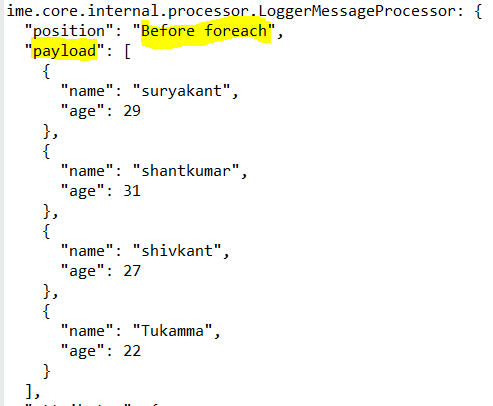 ime.core.internal.processor.LoggerMessageProcessor: {
"position": "Before foreach",
"payload": [
{
"name": "suryakant",
"age": 29
},
{
"name": "shantkumar",
"age": 31
},
{
"name": "shivkant",
"age": 27
},
{
"name": "Tukamma",
"age": 22
}
],